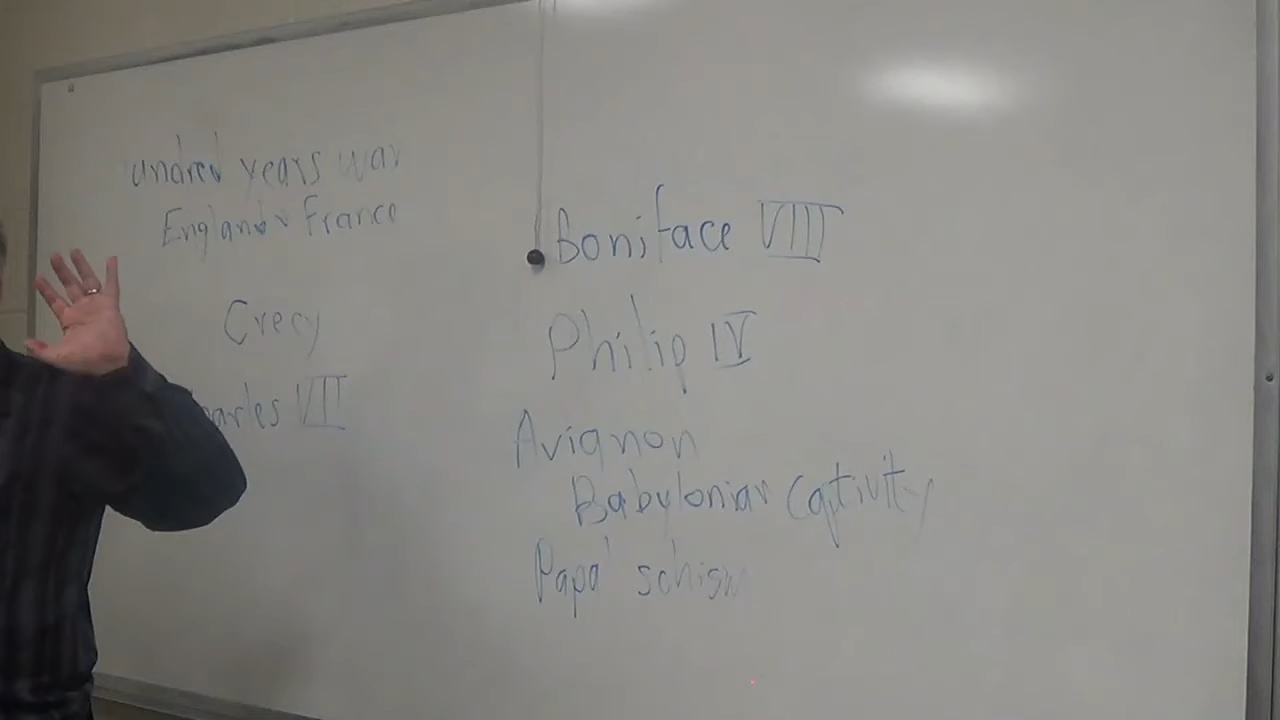 undred years war
England v France
Crecy
arles VII
Boniface VIII
Philip IV
Avignon
Babylonian Captivity
Papal schism